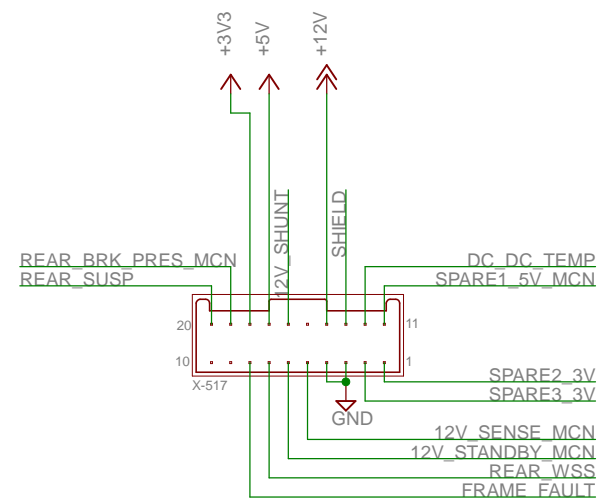 +3V3
+5V
+12V
12V_SHUNT
SHIELD
REAR_BRK_PRES_MCN
DC_DC_TEMP
REAR_SUSP
SPARE1_5V_MCN
20
11
10
1
X-517
SPARE2_3V
SPARE3_3V
GND
12V_SENSE_MCN
12V_STANDBY_MCN
REAR_WSS
FRAME_FAULT